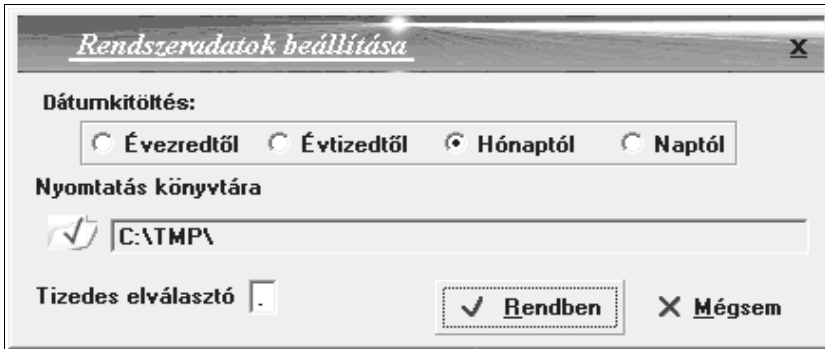 Rendszeradatok beállítása x
Dátumkitöltés:
Évezredtől Évtizedtől Hónaptól Naptól
Nyomtatás könyvtára
C:\TMP\
Tizedes elválasztó .
Rendben Mégsem